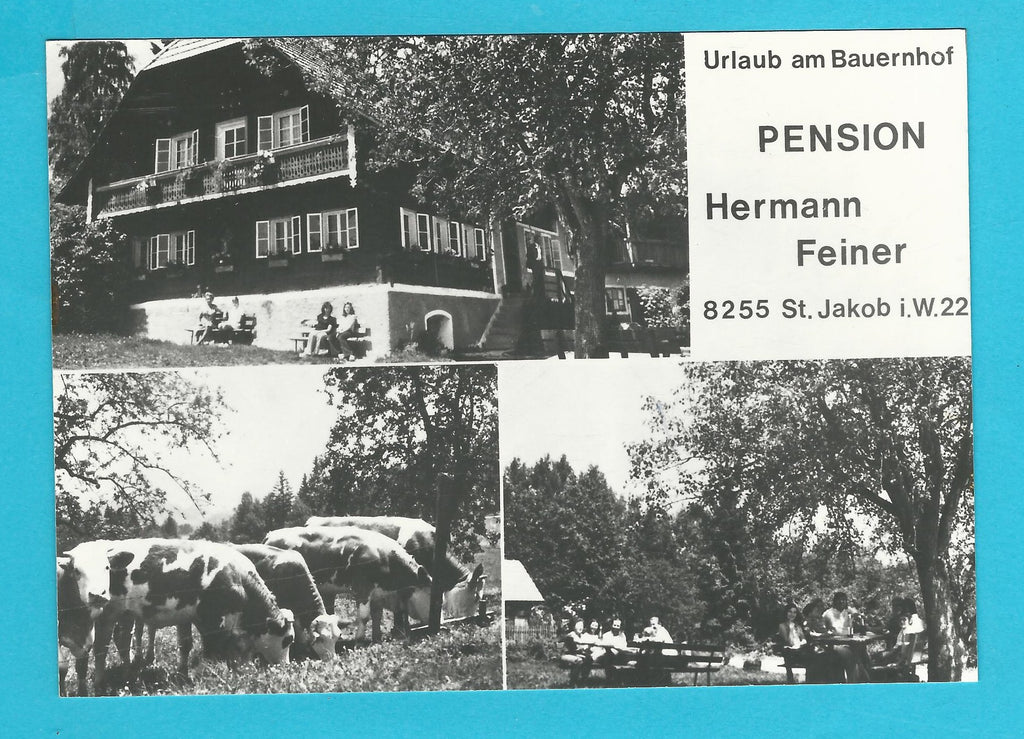 Urlaub am Bauernhof
PENSION
Hermann
Feiner
8255 St. Jakob i.W.22